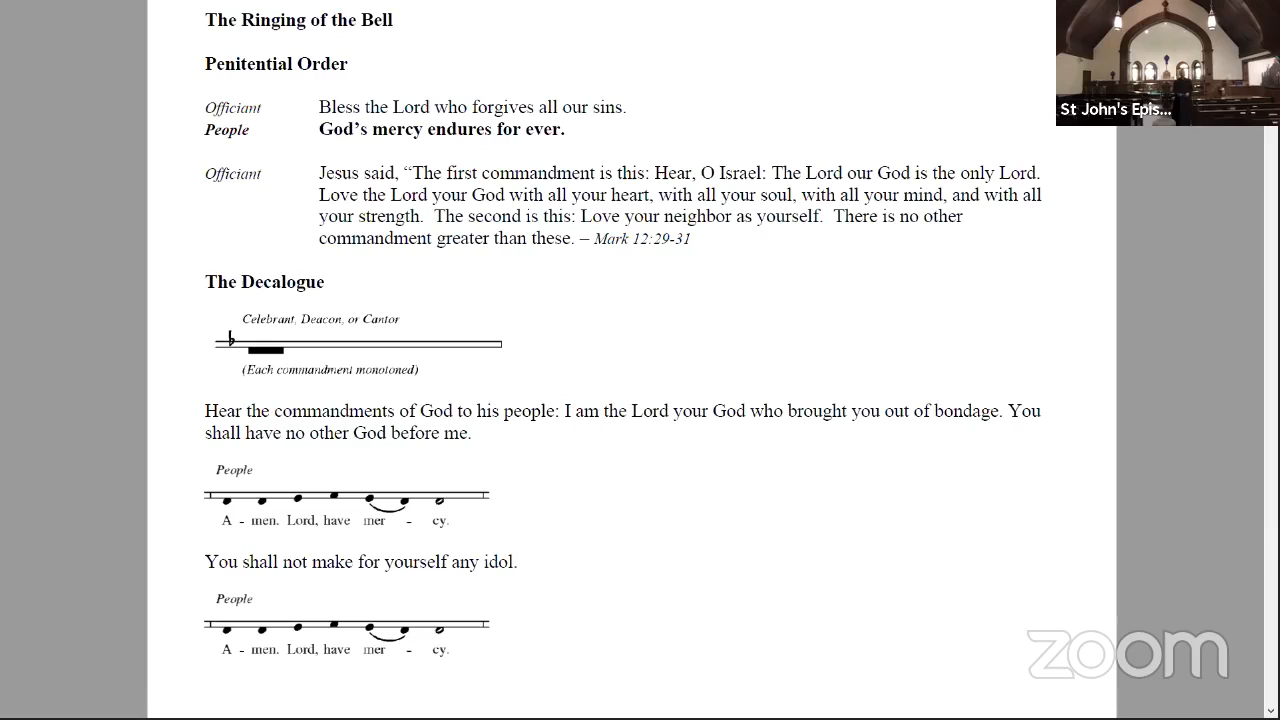 The Ringing of the Bell
Penitential Order
Officiant Bless the Lord who forgives all our sins.
People God’s mercy endures for ever.
Officiant Jesus said, “The first commandment is this: Hear, O Israel: The Lord our God is the only Lord.
Love the Lord your God with all your heart, with all your soul, with all your mind, and with all
your strength. The second is this: Love your neighbor as yourself. There is no other
commandment greater than these. – Mark 12:29-31
The Decalogue
Celebrant, Deacon, or Cantor
(Each commandment monotoned)
Hear the commandments of God to his people: I am the Lord your God who brought you out of bondage. You
shall have no other God before me.
People
A - men. Lord, have mer - cy.
You shall not make for yourself any idol.
People
A - men. Lord, have mer - cy.
St John's Epis...
zoom